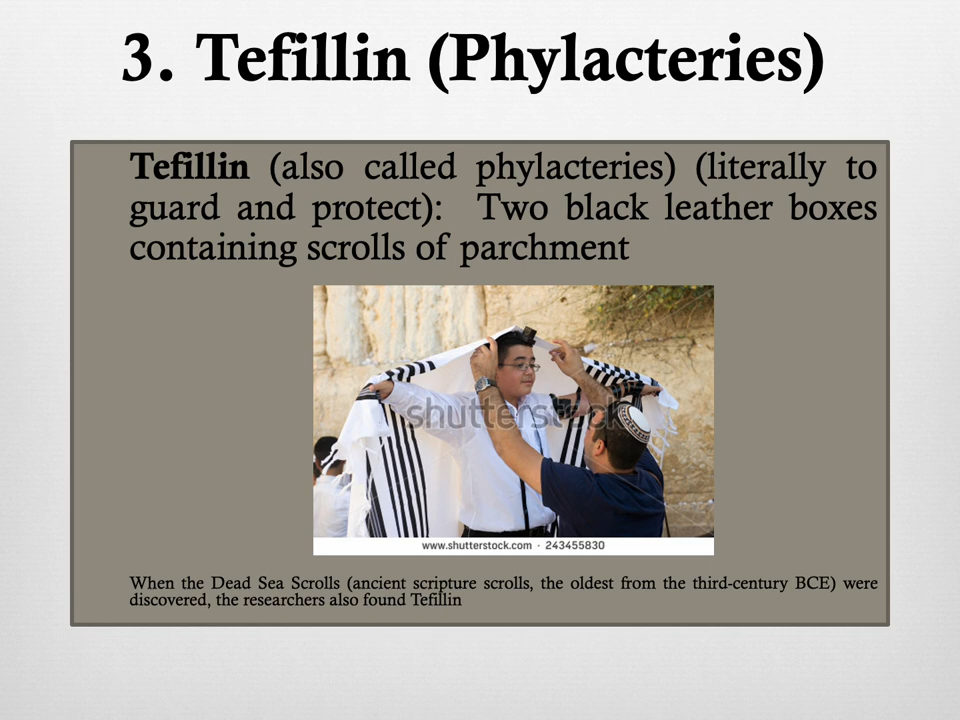 3. Tefillin (Phylacteries)
Tefillin (also called phylacteries) (literally to
guard and protect): Two black leather boxes
containing scrolls of parchment
shutterstock
www.shutterstock.com · 243455830
When the Dead Sea Scrolls (ancient scripture scrolls, the oldest from the third-century BCE) were
discovered, the researchers also found Tefillin